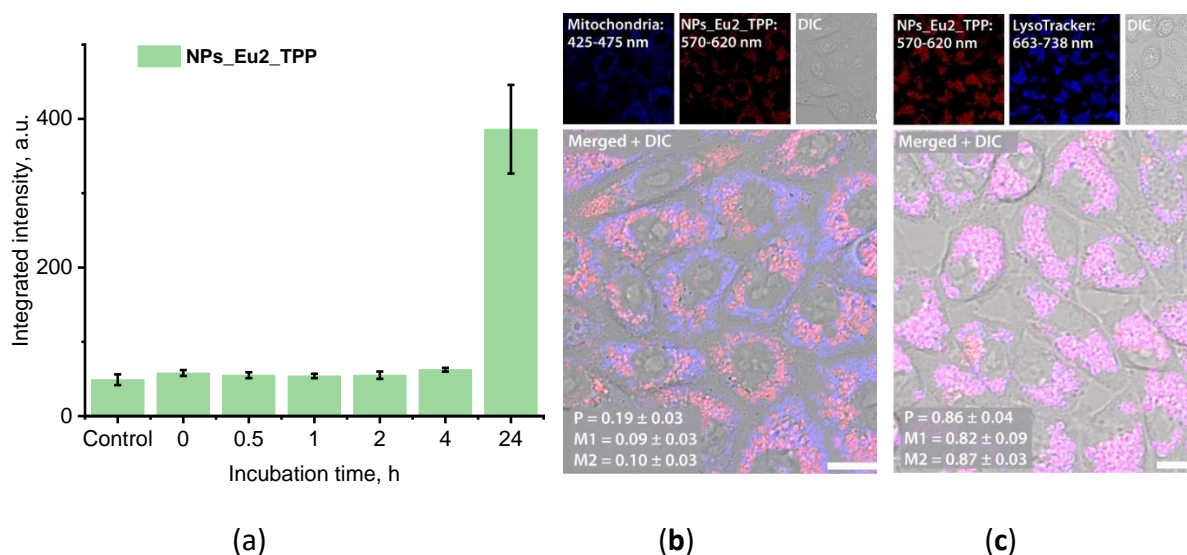 NPs_Eu2_TPP
400
200
0
Integrated intensity, a.u.
Control 0 0.5 1 2 4 24
Incubation time, h
(a)
Mitochondria:
425-475 nm
NPs_Eu2_TPP:
570-620 nm
DIC
Merged + DIC
P = 0.19 ± 0.03
M1 = 0.09 ± 0.03
M2 = 0.10 ± 0.03
(b)
NPs_Eu2_TPP:
570-620 nm
LysoTracker:
663-738 nm
DIC
Merged + DIC
P = 0.86 ± 0.04
M1 = 0.82 ± 0.09
M2 = 0.87 ± 0.03
(c)